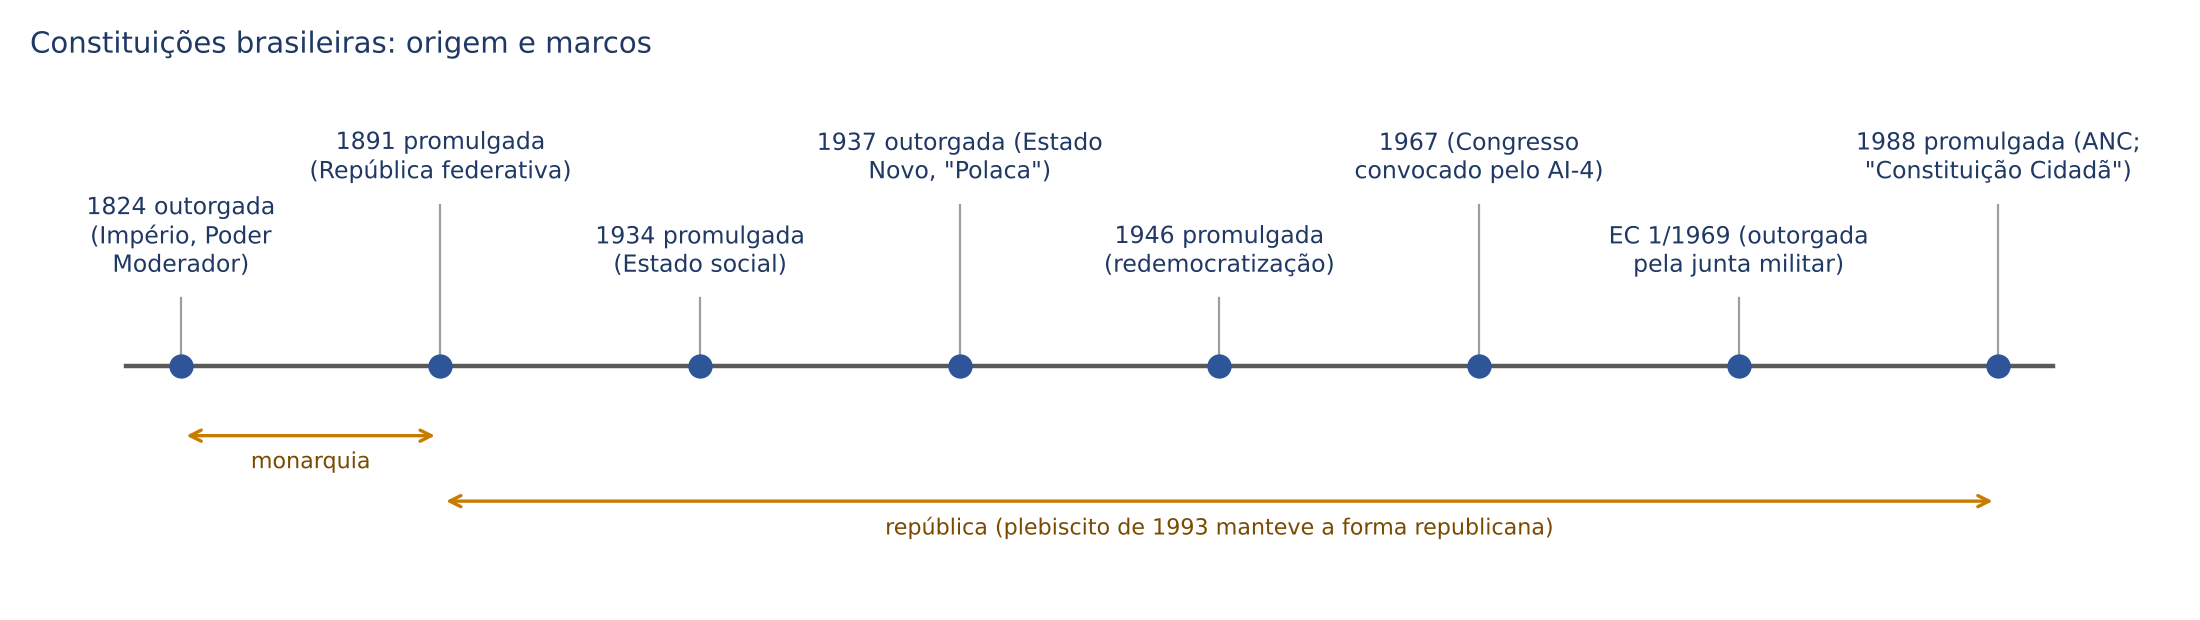 Constituições brasileiras: origem e marcos
1824 outorgada
(Império, Poder
Moderador)
1891 promulgada
(República federativa)
1934 promulgada
(Estado social)
1937 outorgada (Estado
Novo, "Polaca")
1946 promulgada
(redemocratização)
1967 (Congresso
convocado pelo AI-4)
EC 1/1969 (outorgada
pela junta militar)
1988 promulgada (ANC;
"Constituição Cidadã")
monarquia
república (plebiscito de 1993 manteve a forma republicana)